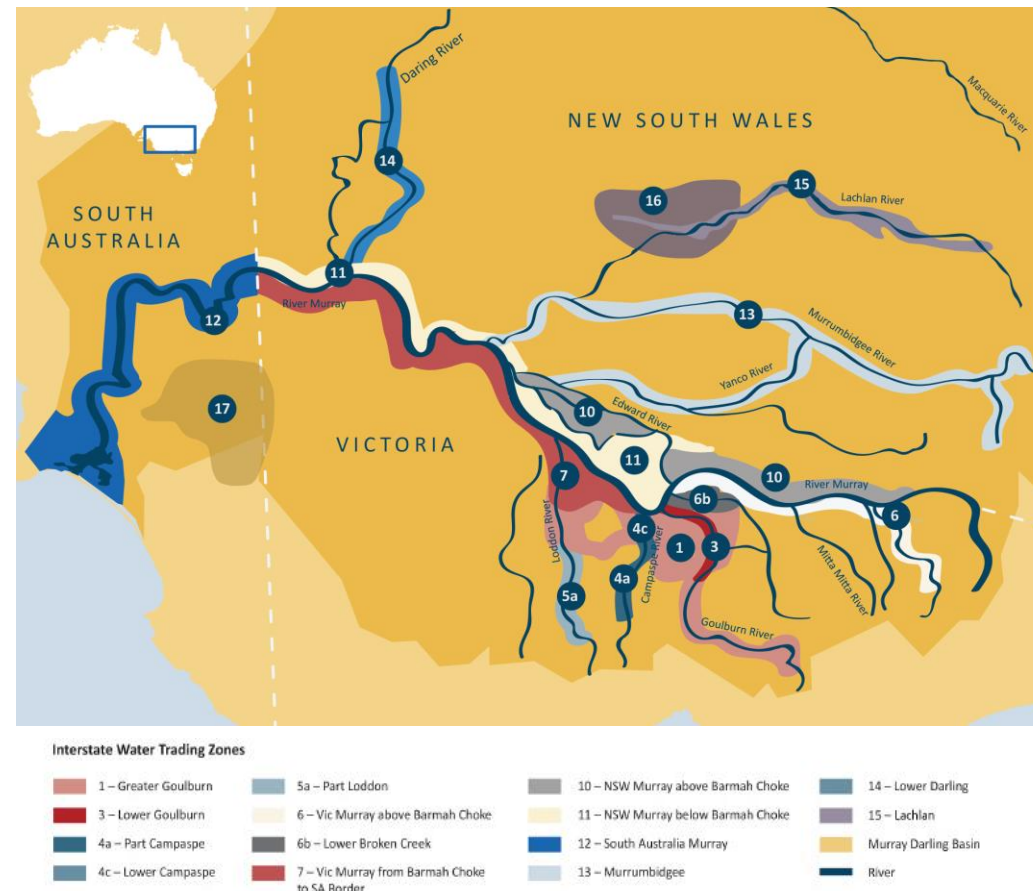 Daring River
Macquarie River
NEW SOUTH WALES
14
16
15
Lachlan River
SOUTH
AUSTRALIA
11
River Murray
12
13
Murrumbidgee River
Yanco River
17
10
Edward River
VICTORIA
11
7
10
River Murray
6b
6
Loddon River
4c
Campaspe River
1
3
Mitta Mitta River
4a
5a
Goulburn River
Interstate Water Trading Zones
1 – Greater Goulburn
3 – Lower Goulburn
4a – Part Campaspe
4c – Lower Campaspe
5a – Part Loddon
6 – Vic Murray above Barmah Choke
6b – Lower Broken Creek
7 – Vic Murray from Barmah Choke
to SA Border
10 – NSW Murray above Barmah Choke
11 – NSW Murray below Barmah Choke
12 – South Australia Murray
13 – Murrumbidgee
14 – Lower Darling
15 – Lachlan
Murray Darling Basin
River